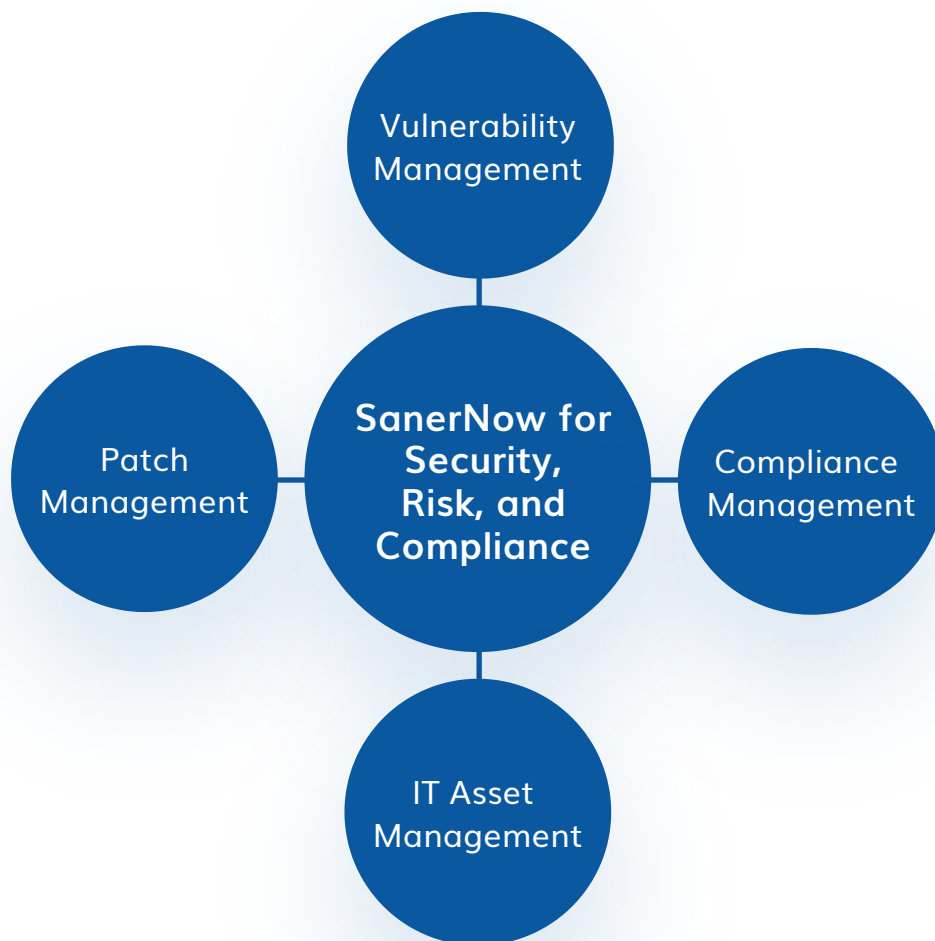 Vulnerability
Management
Patch
Management
SanerNow for
Security,
Risk, and
Compliance
Compliance
Management
IT Asset
Management